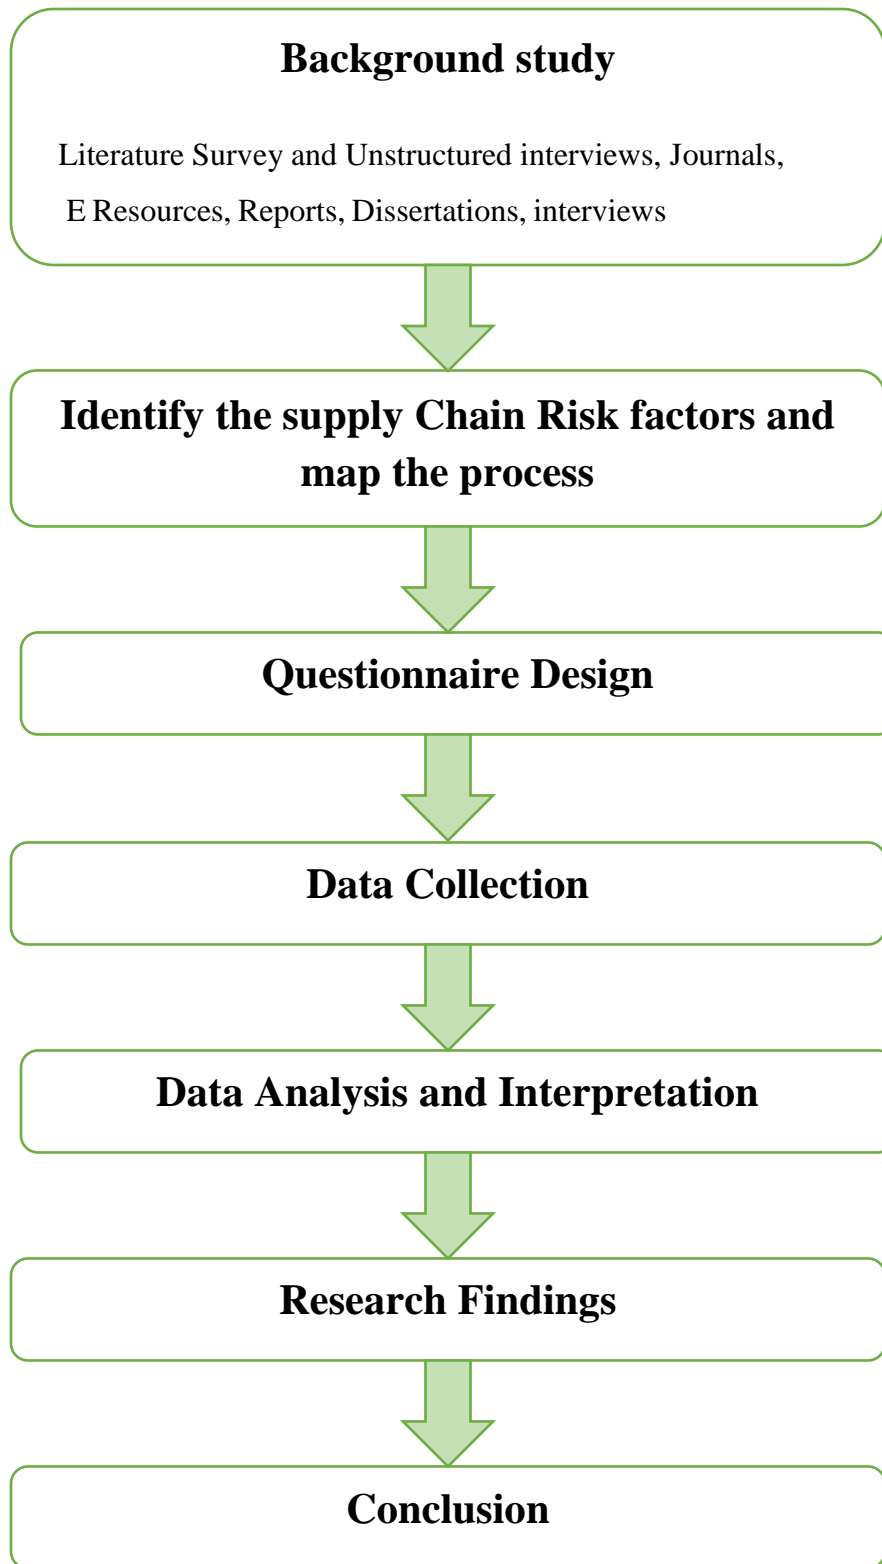 Background study
Literature Survey and Unstructured interviews, Journals,
E Resources, Reports, Dissertations, interviews
Identify the supply Chain Risk factors and
map the process
Questionnaire Design
Data Collection
Data Analysis and Interpretation
Research Findings
Conclusion